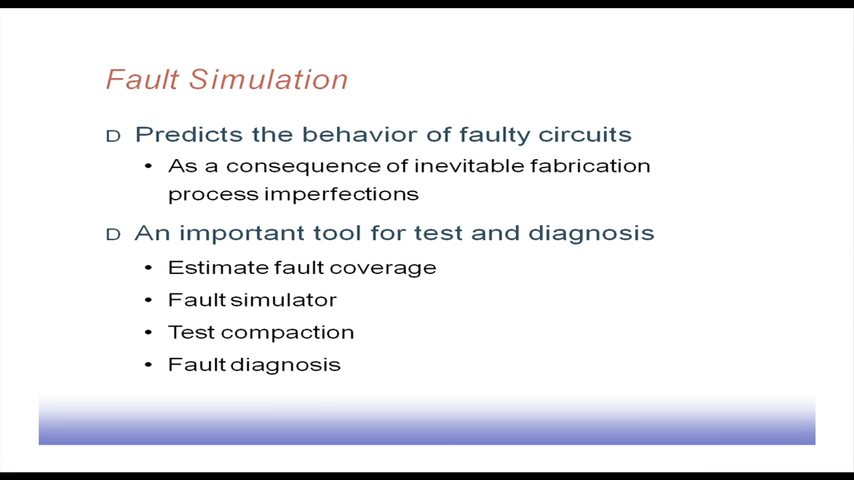 Fault Simulation
D Predicts the behavior of faulty circuits
• As a consequence of inevitable fabrication
process imperfections
D An important tool for test and diagnosis
• Estimate fault coverage
• Fault simulator
• Test compaction
• Fault diagnosis